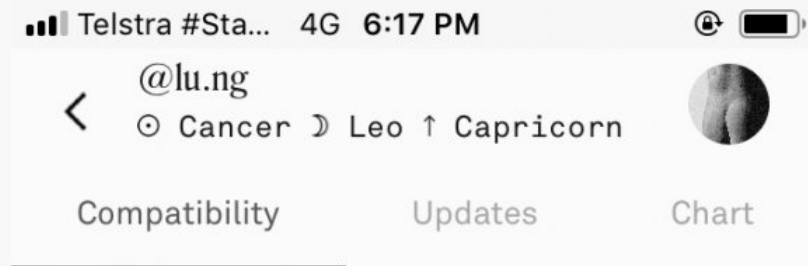 Telstra #Sta... 4G 6:17 PM
@lu.ng
☉ Cancer ☽ Leo ↑ Capricorn
Compatibility Updates Chart